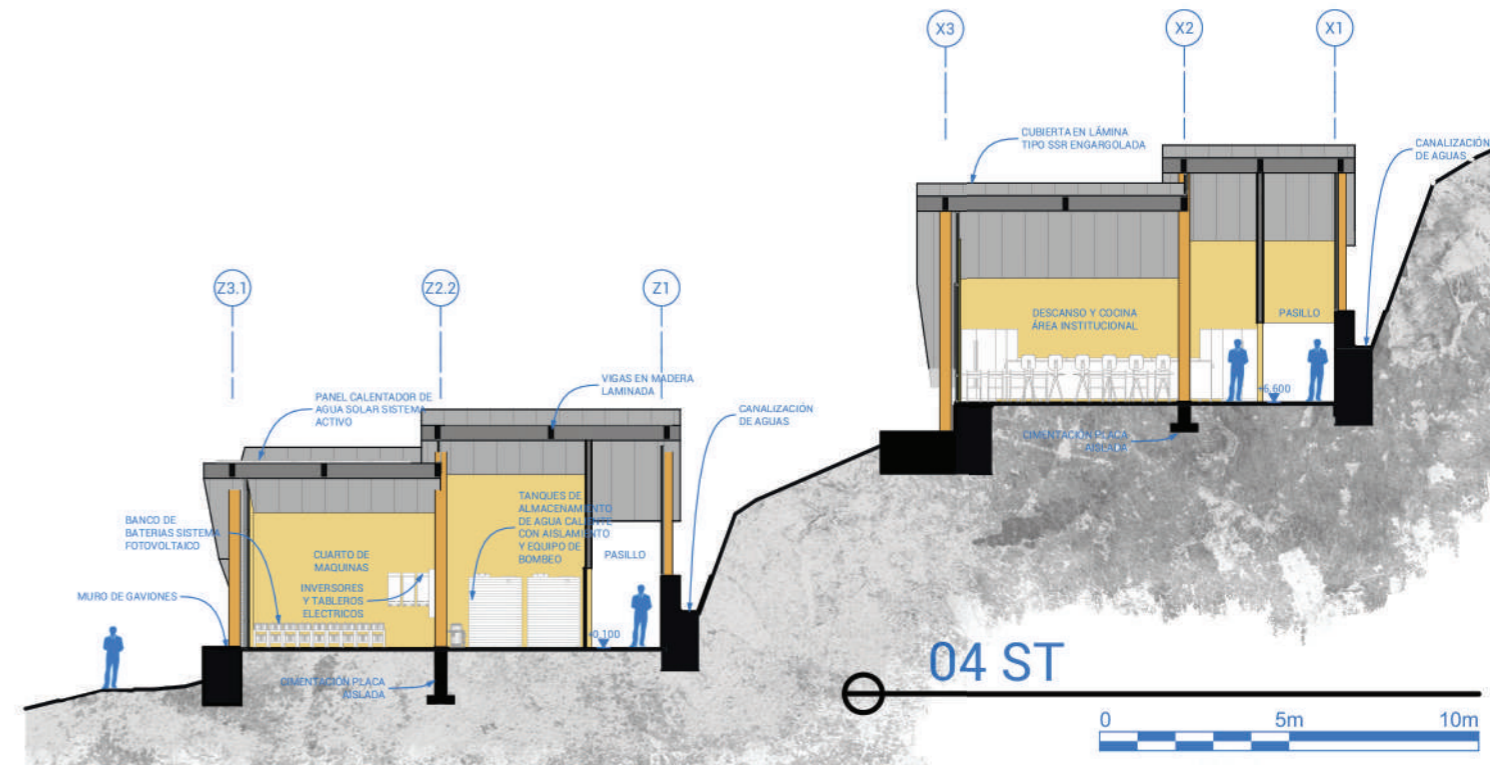 X3
X2
X1
CUBIERTA EN LÁMINA
TIPO SSR ENGARGOLADA
CANALIZACIÓN
DE AGUAS
DESCANSO Y COCINA
ÁREA INSTITUCIONAL
PASILLO
+6,600
CIMENTACIÓN PLACA
AISLADA
Z3.1
Z2.2
Z1
PANEL CALENTADOR DE
AGUA SOLAR SISTEMA
ACTIVO
VIGAS EN MADERA
LAMINADA
CANALIZACIÓN
DE AGUAS
BANCO DE
BATERIAS SISTEMA
FOTOVOLTAICO
TANQUES DE
ALMACENAMIENTO
DE AGUA CALIENTE
CON AISLAMIENTO
Y EQUIPO DE
BOMBEO
CUARTO DE
MAQUINAS
PASILLO
INVERSORES
Y TABLEROS
ELECTRICOS
MURO DE GAVIONES
+0,100
CIMENTACIÓN PLACA
AISLADA
04 ST
0 5m 10m